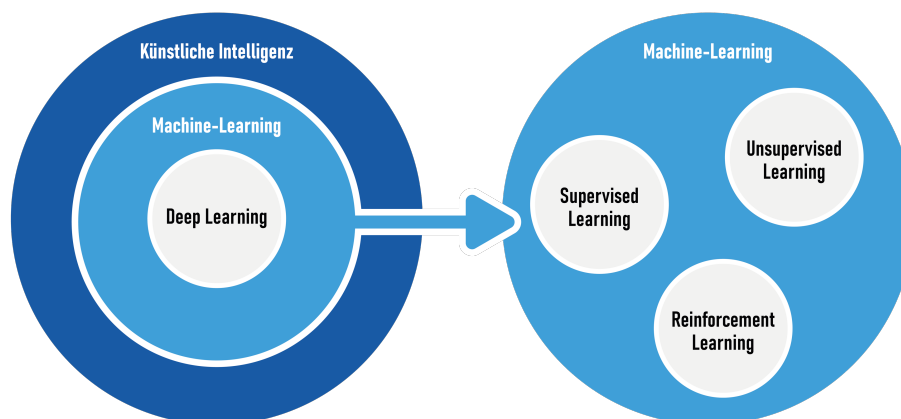 Künstliche Intelligenz
Machine-Learning
Deep Learning
Machine-Learning
Unsupervised
Learning
Supervised
Learning
Reinforcement
Learning